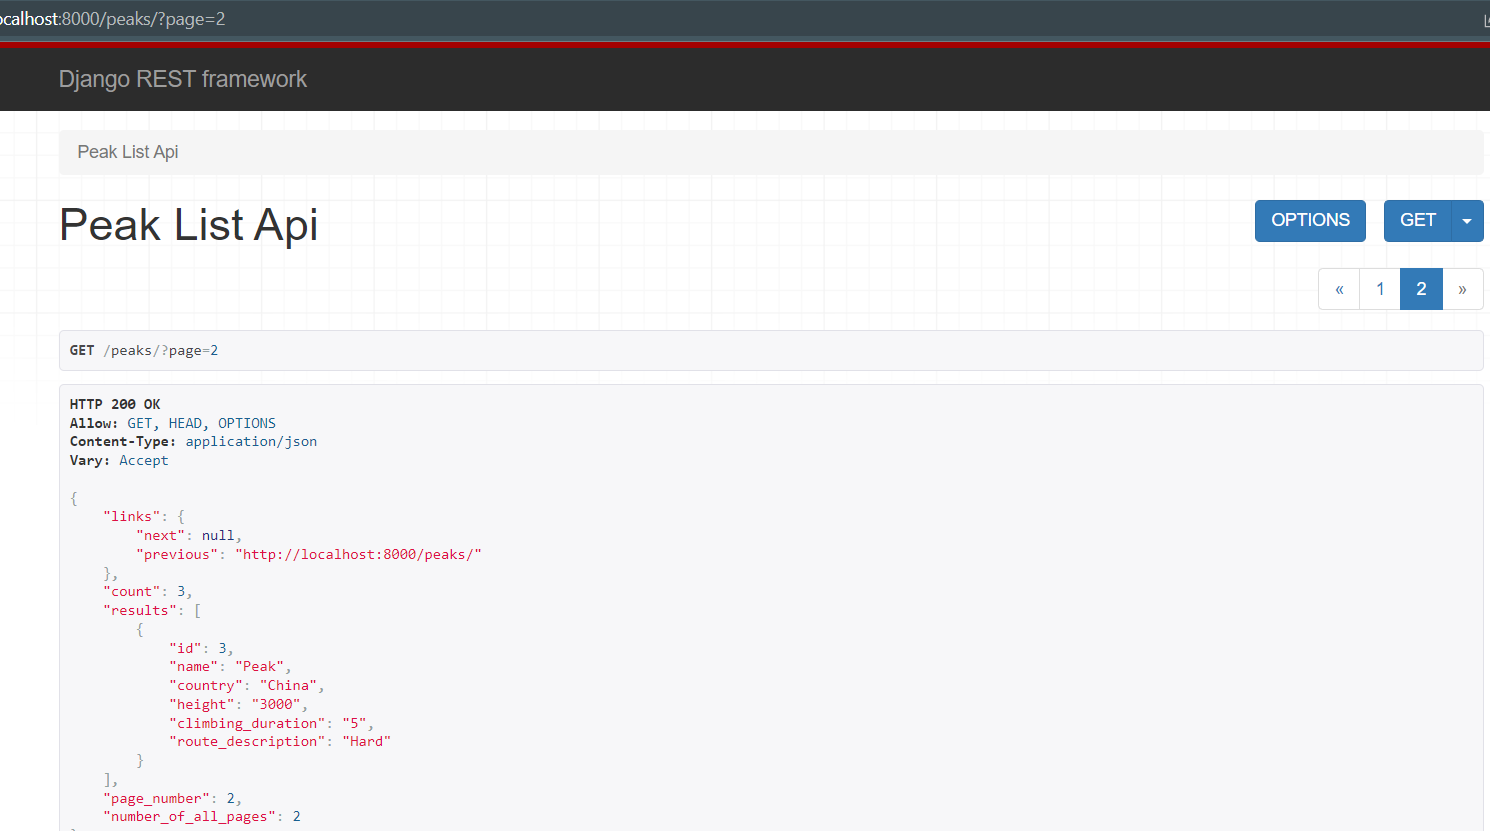 ocalhost:8000/peaks/?page=2
Django REST framework
Peak List Api
Peak List Api
OPTIONS
GET
« 1 2 »
GET /peaks/?page=2
HTTP 200 OK
Allow: GET, HEAD, OPTIONS
Content-Type: application/json
Vary: Accept
{
    "links": {
        "next": null,
        "previous": "http://localhost:8000/peaks/"
    },
    "count": 3,
    "results": [
        {
            "id": 3,
            "name": "Peak",
            "country": "China",
            "height": "3000",
            "climbing_duration": "5",
            "route_description": "Hard"
        }
    ],
    "page_number": 2,
    "number_of_all_pages": 2